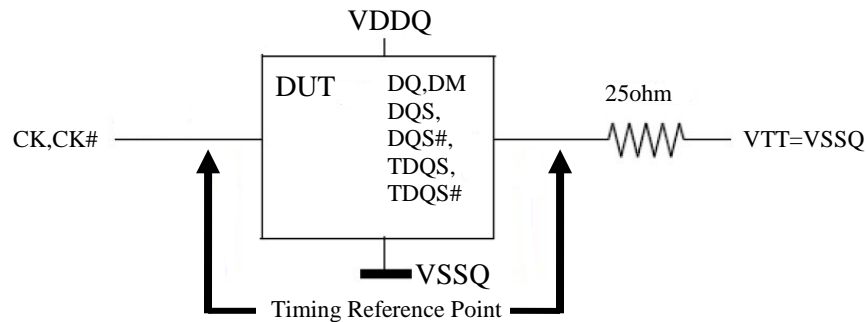 VDDQ
DUT
DQ,DM
DQS,
DQS#,
TDQS,
TDQS#
25ohm
CK,CK#
VTT=VSSQ
VSSQ
Timing Reference Point